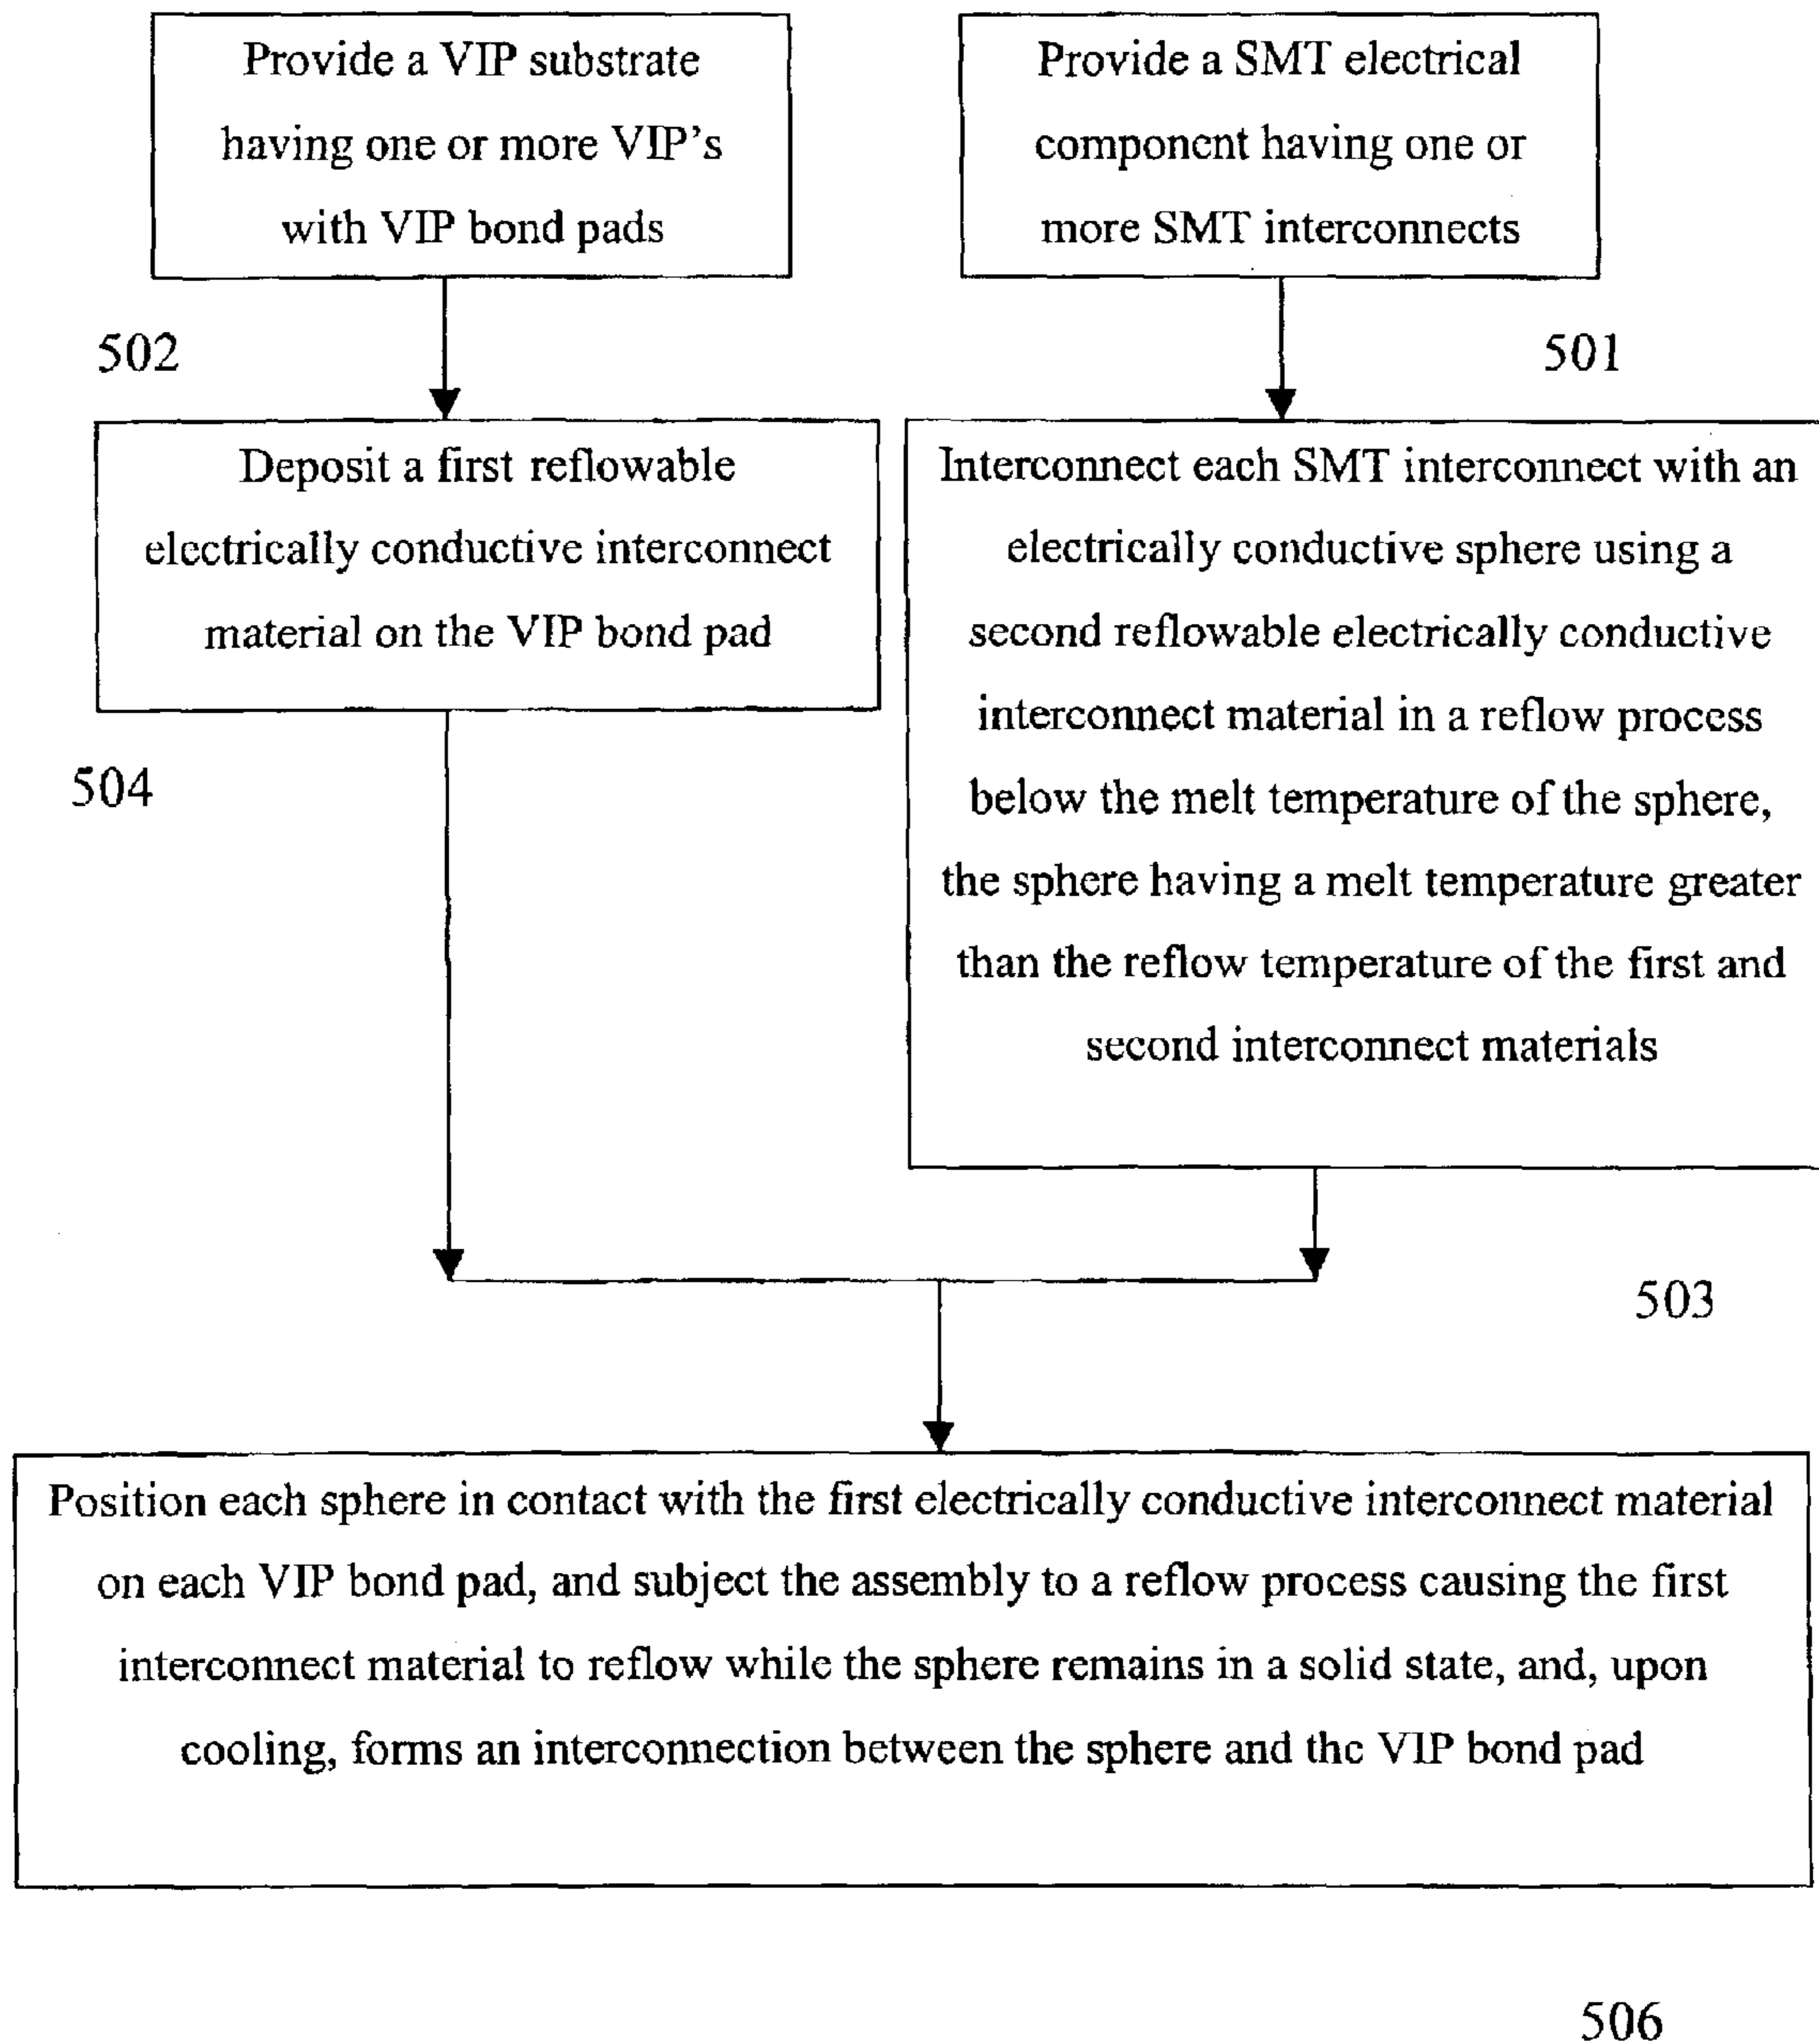 Provide a VIP substrate
having one or more VIP's
with VIP bond pads
Provide a SMT electrical
component having one or
more SMT interconnects
502
501
Deposit a first reflowable
electrically conductive interconnect
material on the VIP bond pad
Interconnect each SMT interconnect with an
electrically conductive sphere using a
second reflowable electrically conductive
interconnect material in a reflow process
below the melt temperature of the sphere,
the sphere having a melt temperature greater
than the reflow temperature of the first and
second interconnect materials
504
503
Position each sphere in contact with the first electrically conductive interconnect material
on each VIP bond pad, and subject the assembly to a reflow process causing the first
interconnect material to reflow while the sphere remains in a solid state, and, upon
cooling, forms an interconnection between the sphere and the VIP bond pad
506